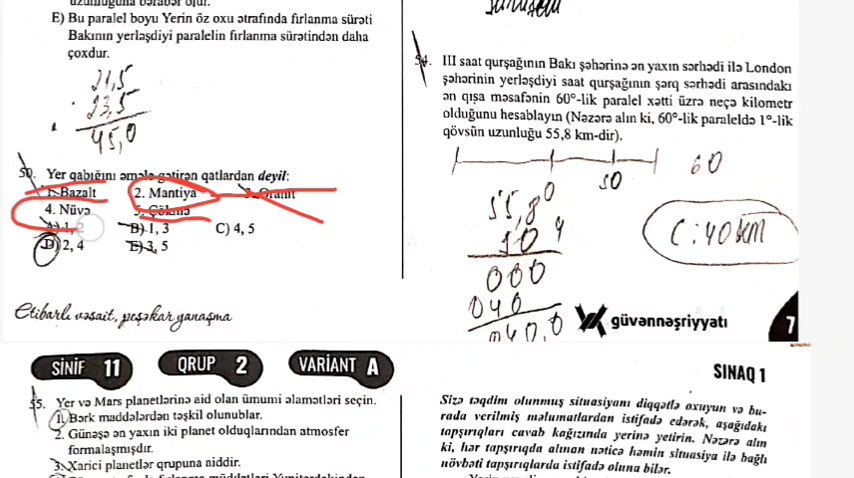 E) Bu paralel boyu Yerin öz oxu ətrafında fırlanma sürəti
Bakının yerləşdiyi paralelin fırlanma sürətindən daha
çoxdur.
21,5
23,5
45,0
50. Yer qabığını əmələ gətirən qatlardan deyil:
1. Bazalt 2. Mantiya 3. Qranit
4. Nüvə 5. Çökmə
A) 1, 2 B) 1, 3 C) 4, 5
D) 2, 4 E) 3, 5
54. III saat qurşağının Bakı şəhərinə ən yaxın sərhədi ilə London
şəhərinin yerləşdiyi saat qurşağının şərq sərhədi arasındakı
ən qısa məsafənin 60°-lik paralel xətti üzrə neçə kilometr
olduğunu hesablayın (Nəzərə alın ki, 60°-lik paraleldə 1°-lik
qövsün uzunluğu 55,8 km-dir).
60
55,8
000
Etibarlı vəsait, peşəkar yanaşma
güvənnəşriyyatı
7
SİNİF 11 QRUP 2 VARİANT A
SINAQ 1
55. Yer və Mars planetlərinə aid olan ümumi əlamətləri seçin.
1. Bərk maddələrdən təşkil olunublar.
2. Günəşə ən yaxın iki planet olduqlarından atmosfer
formalaşmışdır.
3. Xarici planetlər qrupuna aiddir.
Sizə təqdim olunmuş situasiyanı diqqətlə oxuyun və bu-
rada verilmiş məlumatlardan istifadə edərək, aşağıdakı
tapşırıqları cavab kağızında yerinə yetirin. Nəzərə alın
ki, hər tapşırıqda alınan nəticə həmin situasiya ilə bağlı
növbəti tapşırıqlarda istifadə oluna bilər.